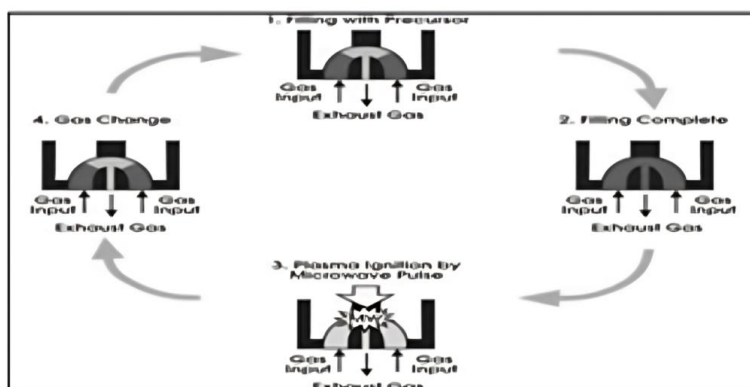 1. Filling with Precursor
Gas Input
Gas Input
Exhaust Gas
2. Filling Complete
Gas Input
Gas Input
Exhaust Gas
3. Plasma Ignition by
Microwave Pulse
MW
Gas Input
Gas Input
Exhaust Gas
4. Gas Change
Gas Input
Gas Input
Exhaust Gas